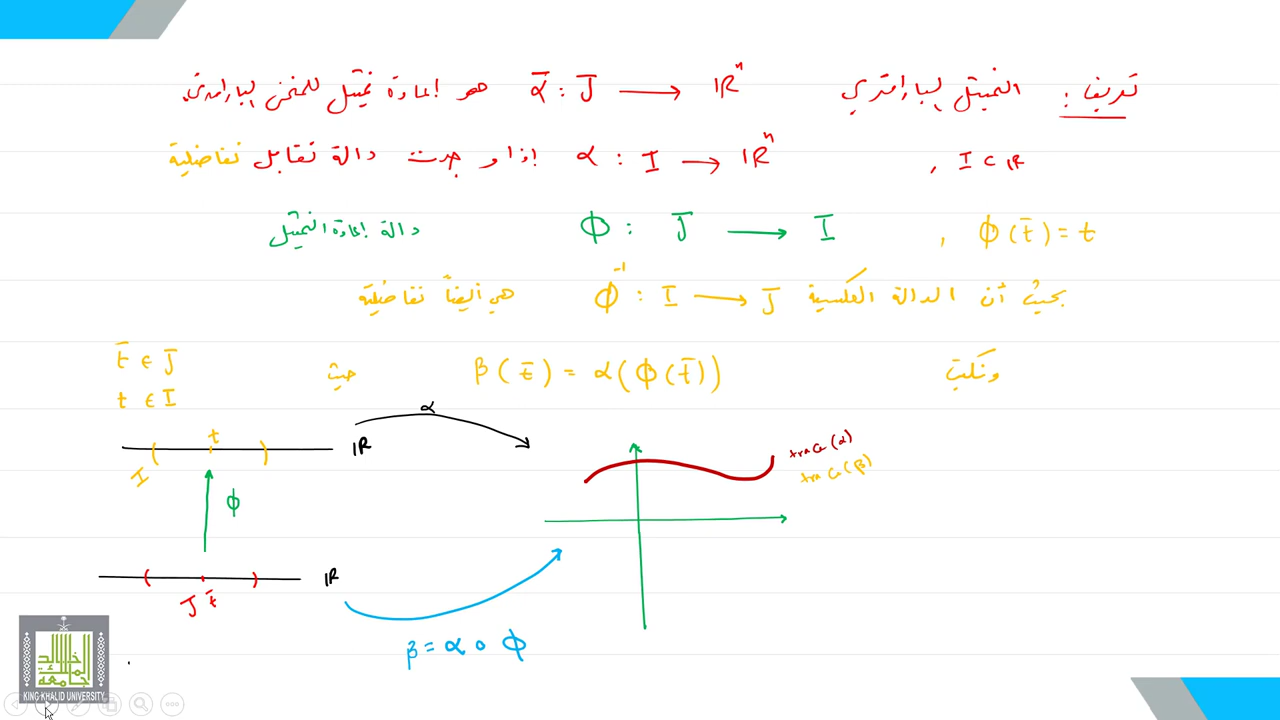 تعريف : التمثيل البارامتري ᾱ : J̄ ⟶ ℝⁿ هو إعادة تمثيل للمنحنى البارامتري
α : I → ℝⁿ , I ⊂ ℝ إذا وجدت دالة تقابل تفاضلية
Φ : J̄ ⟶ I , Φ(t̄) = t دالة إعادة التمثيل
بحيث أن الدالة العكسية Φ⁻¹ : I ⟶ J̄ هي أيضاً تفاضلية
ونكتب β(t̄) = α(Φ(t̄)) حيث
t̄ ∈ J̄
t ∈ I
α
t
ℝ
I
Φ
trace(α)
trace(β)
ℝ
J t̄
β = α ∘ Φ
جامعة الملك خالد
KING KHALID UNIVERSITY